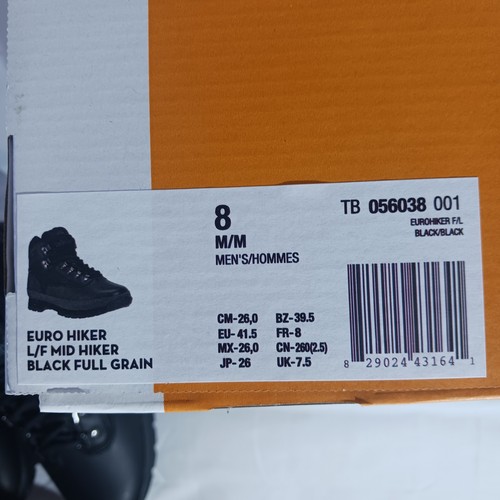 8
M/M
MEN'S/HOMMES
TB 056038 001
EUROHIKER F/L
BLACK/BLACK
EURO HIKER
L/F MID HIKER
BLACK FULL GRAIN
CM-26,0 BZ-39.5
EU- 41.5 FR-8
MX-26,0 CN-260(2.5)
JP-26 UK-7.5
8 29024 43164 1